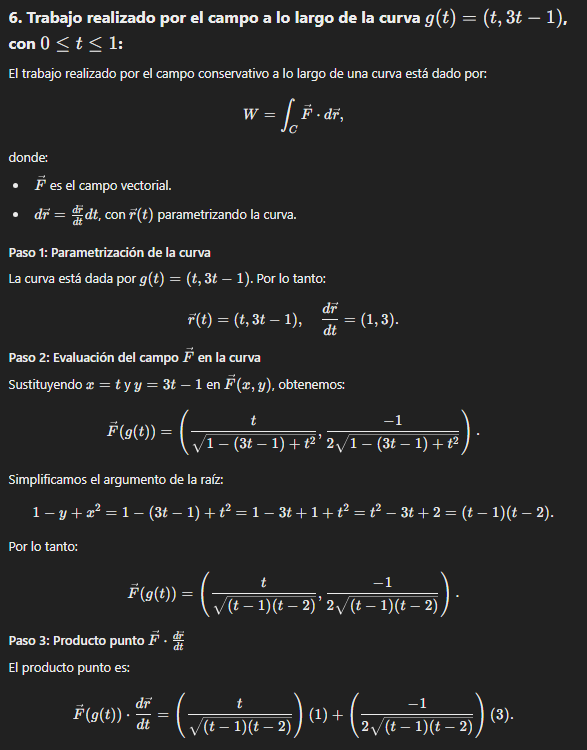 6. Trabajo realizado por el campo a lo largo de la curva g(t) = (t, 3t − 1),
con 0 ≤ t ≤ 1:
El trabajo realizado por el campo conservativo a lo largo de una curva está dado por:
$W = \int_C \vec{F} \cdot d\vec{r},$
donde:
• $\vec{F}$ es el campo vectorial.
• $d\vec{r} = \frac{d\vec{r}}{dt} dt$, con $\vec{r}(t)$ parametrizando la curva.
Paso 1: Parametrización de la curva
La curva está dada por g(t) = (t, 3t − 1). Por lo tanto:
$\vec{r}(t) = (t, 3t - 1), \quad \frac{d\vec{r}}{dt} = (1, 3).$
Paso 2: Evaluación del campo $\vec{F}$ en la curva
Sustituyendo x = t y y = 3t − 1 en $\vec{F}(x, y)$, obtenemos:
$\vec{F}(g(t)) = \left( \frac{t}{\sqrt{1 - (3t - 1) + t^2}}, \frac{-1}{2\sqrt{1 - (3t - 1) + t^2}} \right).$
Simplificamos el argumento de la raíz:
$1 - y + x^2 = 1 - (3t - 1) + t^2 = 1 - 3t + 1 + t^2 = t^2 - 3t + 2 = (t - 1)(t - 2).$
Por lo tanto:
$\vec{F}(g(t)) = \left( \frac{t}{\sqrt{(t - 1)(t - 2)}}, \frac{-1}{2\sqrt{(t - 1)(t - 2)}} \right).$
Paso 3: Producto punto $\vec{F} \cdot \frac{d\vec{r}}{dt}$
El producto punto es:
$\vec{F}(g(t)) \cdot \frac{d\vec{r}}{dt} = \left( \frac{t}{\sqrt{(t - 1)(t - 2)}} \right) (1) + \left( \frac{-1}{2\sqrt{(t - 1)(t - 2)}} \right) (3).$